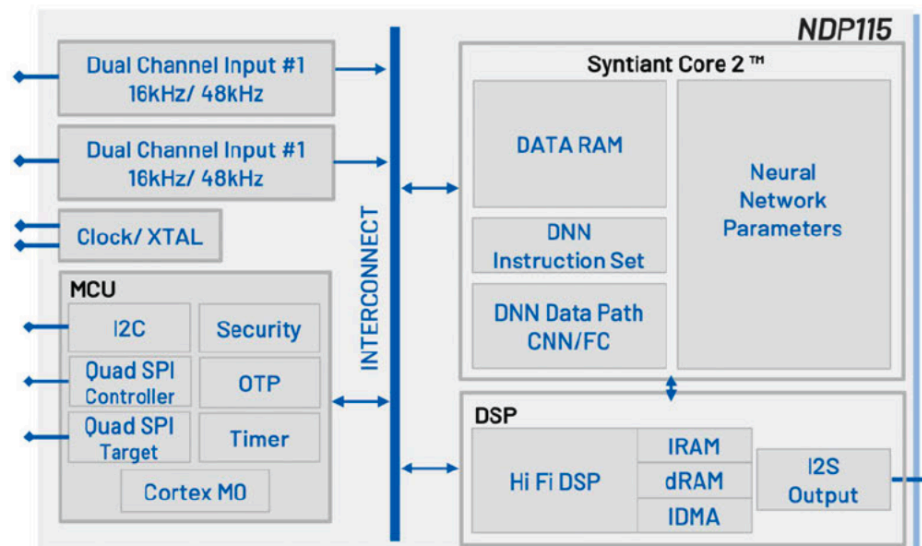 NDP115
Dual Channel Input #1
16kHz/ 48kHz
Dual Channel Input #1
16kHz/ 48kHz
Clock/ XTAL
MCU
I2C
Security
Quad SPI
Controller
OTP
Quad SPI
Target
Timer
Cortex M0
INTERCONNECT
Syntiant Core 2™
DATA RAM
DNN
Instruction Set
DNN Data Path
CNN/FC
Neural
Network
Parameters
DSP
Hi Fi DSP
IRAM
dRAM
IDMA
I2S
Output